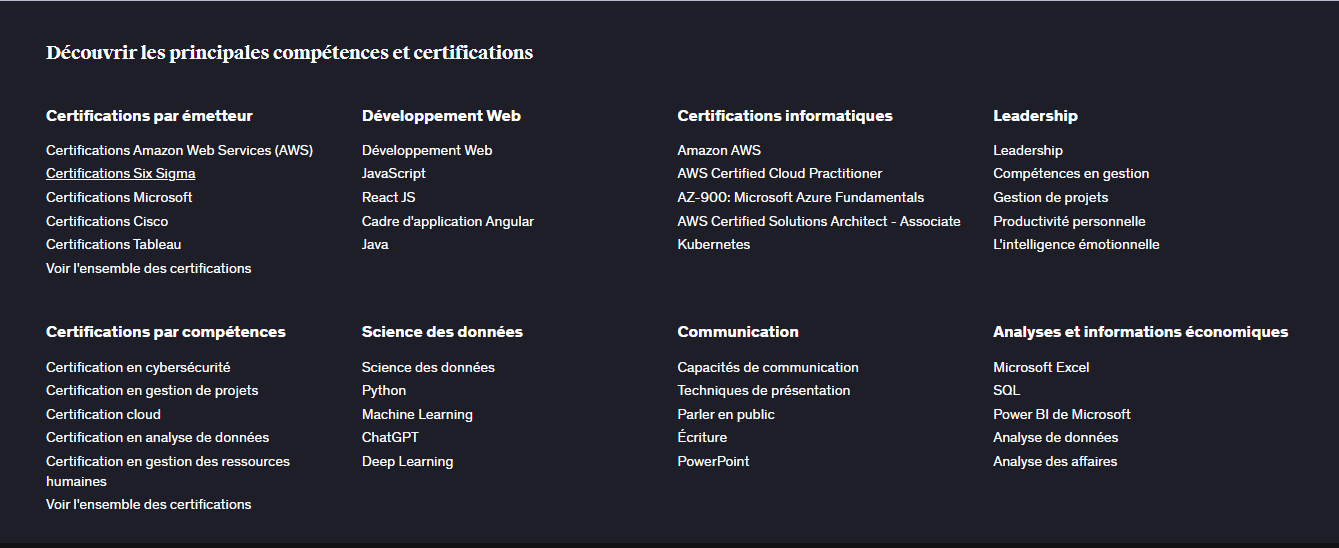 Découvrir les principales compétences et certifications
Certifications par émetteur
Certifications Amazon Web Services (AWS)
Certifications Six Sigma
Certifications Microsoft
Certifications Cisco
Certifications Tableau
Voir l'ensemble des certifications
Développement Web
Développement Web
JavaScript
React JS
Cadre d'application Angular
Java
Certifications informatiques
Amazon AWS
AWS Certified Cloud Practitioner
AZ-900: Microsoft Azure Fundamentals
AWS Certified Solutions Architect - Associate
Kubernetes
Leadership
Leadership
Compétences en gestion
Gestion de projets
Productivité personnelle
L'intelligence émotionnelle
Certifications par compétences
Certification en cybersécurité
Certification en gestion de projets
Certification cloud
Certification en analyse de données
Certification en gestion des ressources
humaines
Voir l'ensemble des certifications
Science des données
Science des données
Python
Machine Learning
ChatGPT
Deep Learning
Communication
Capacités de communication
Techniques de présentation
Parler en public
Écriture
PowerPoint
Analyses et informations économiques
Microsoft Excel
SQL
Power BI de Microsoft
Analyse de données
Analyse des affaires